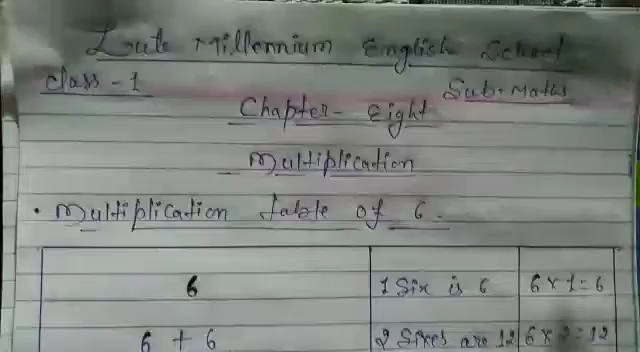 Lute Millennium English School
Class - 1 Sub - Maths
Chapter - Eight
Multiplication
• Multiplication table of 6.
6 1 Six is 6 6 x 1 = 6
6 + 6 2 Sixes are 12 6 x 2 = 12